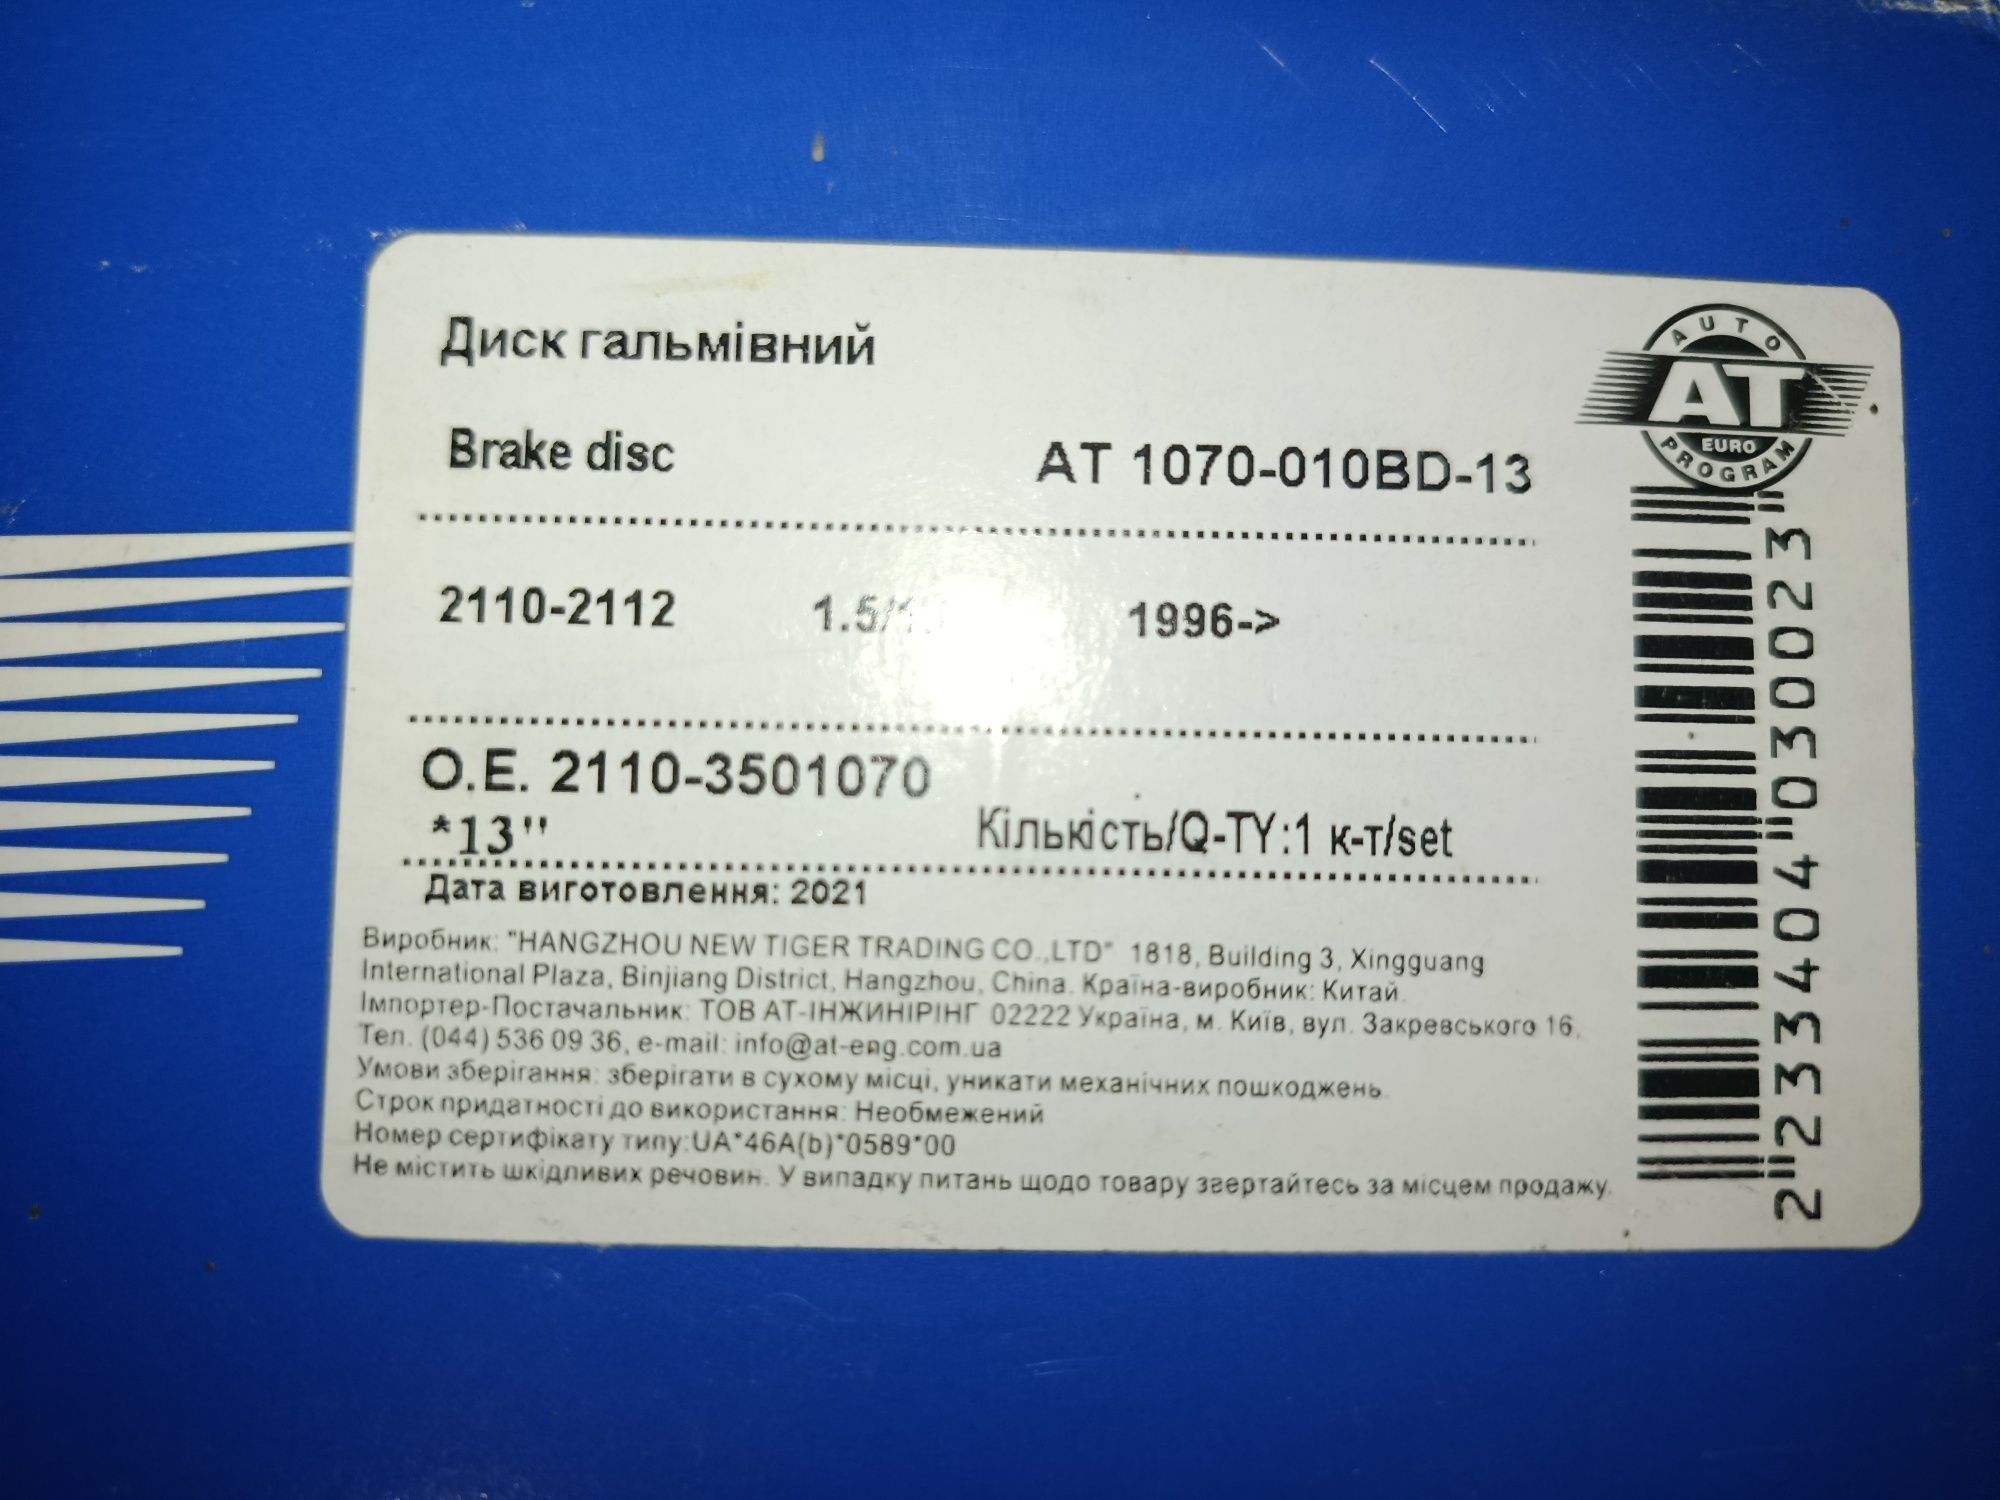 Диск гальмівний
Brake disc
AT 1070-010BD-13
AUTO
AT
EURO
PROGRAM
2110-2112
1996->
O.E. 2110-3501070
*13"
Кількість/Q-TY:1 к-т/set
Дата виготовлення: 2021
Виробник: "HANGZHOU NEW TIGER TRADING CO.,LTD" 1818, Building 3, Xingguang
International Plaza, Binjiang District, Hangzhou, China. Країна-виробник: Китай.
Імпортер-Постачальник: ТОВ АТ-ІНЖИНІРІНГ 02222 Україна, м. Київ, вул. Закревського 16,
Тел. (044) 536 09 36, e-mail: info@at-eng.com.ua
Умови зберігання: зберігати в сухому місці, уникати механічних пошкоджень.
Строк придатності до використання: Необмежений
Номер сертифікату типу:UA*46A(b)*0589*00
Не містить шкідливих речовин. У випадку питань щодо товару звертайтесь за місцем продажу.
2"233404"030023"